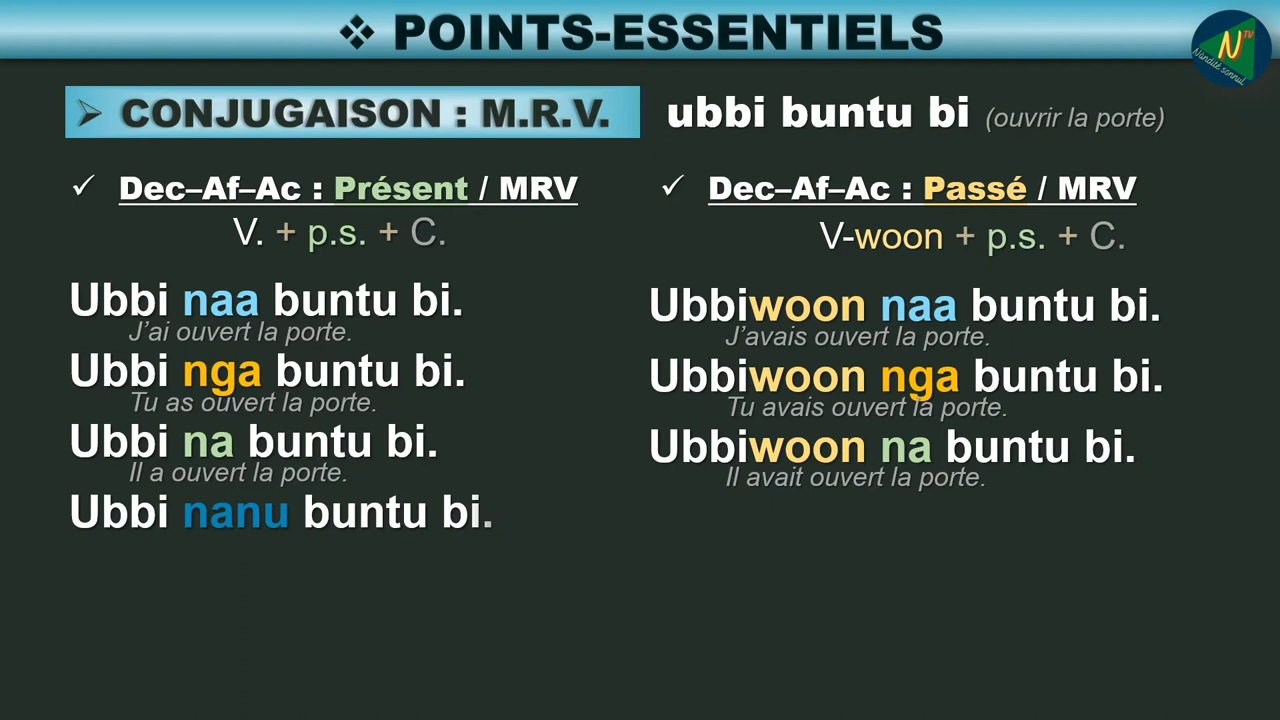 ❖ POINTS-ESSENTIELS
N TV
Nándité sonnuL
➢ CONJUGAISON : M.R.V.
ubbi buntu bi (ouvrir la porte)
✓ Dec–Af–Ac : Présent / MRV
V. + p.s. + C.
Ubbi naa buntu bi.
J’ai ouvert la porte.
Ubbi nga buntu bi.
Tu as ouvert la porte.
Ubbi na buntu bi.
Il a ouvert la porte.
Ubbi nanu buntu bi.
✓ Dec–Af–Ac : Passé / MRV
V-woon + p.s. + C.
Ubbiwoon naa buntu bi.
J’avais ouvert la porte.
Ubbiwoon nga buntu bi.
Tu avais ouvert la porte.
Ubbiwoon na buntu bi.
Il avait ouvert la porte.